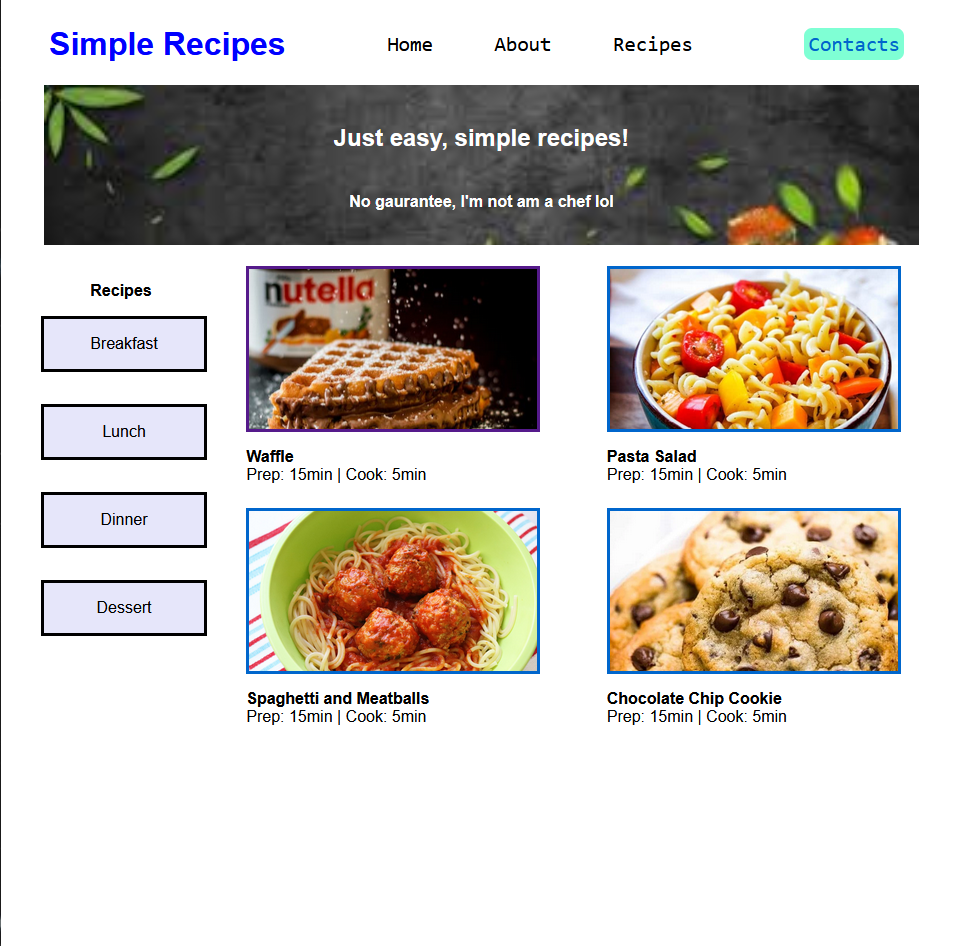 Simple Recipes
Home
About
Recipes
Contacts
Just easy, simple recipes!
No gaurantee, I'm not am a chef lol
Recipes
Breakfast
Lunch
Dinner
Dessert
nutella
Waffle
Prep: 15min | Cook: 5min
Pasta Salad
Prep: 15min | Cook: 5min
Spaghetti and Meatballs
Prep: 15min | Cook: 5min
Chocolate Chip Cookie
Prep: 15min | Cook: 5min